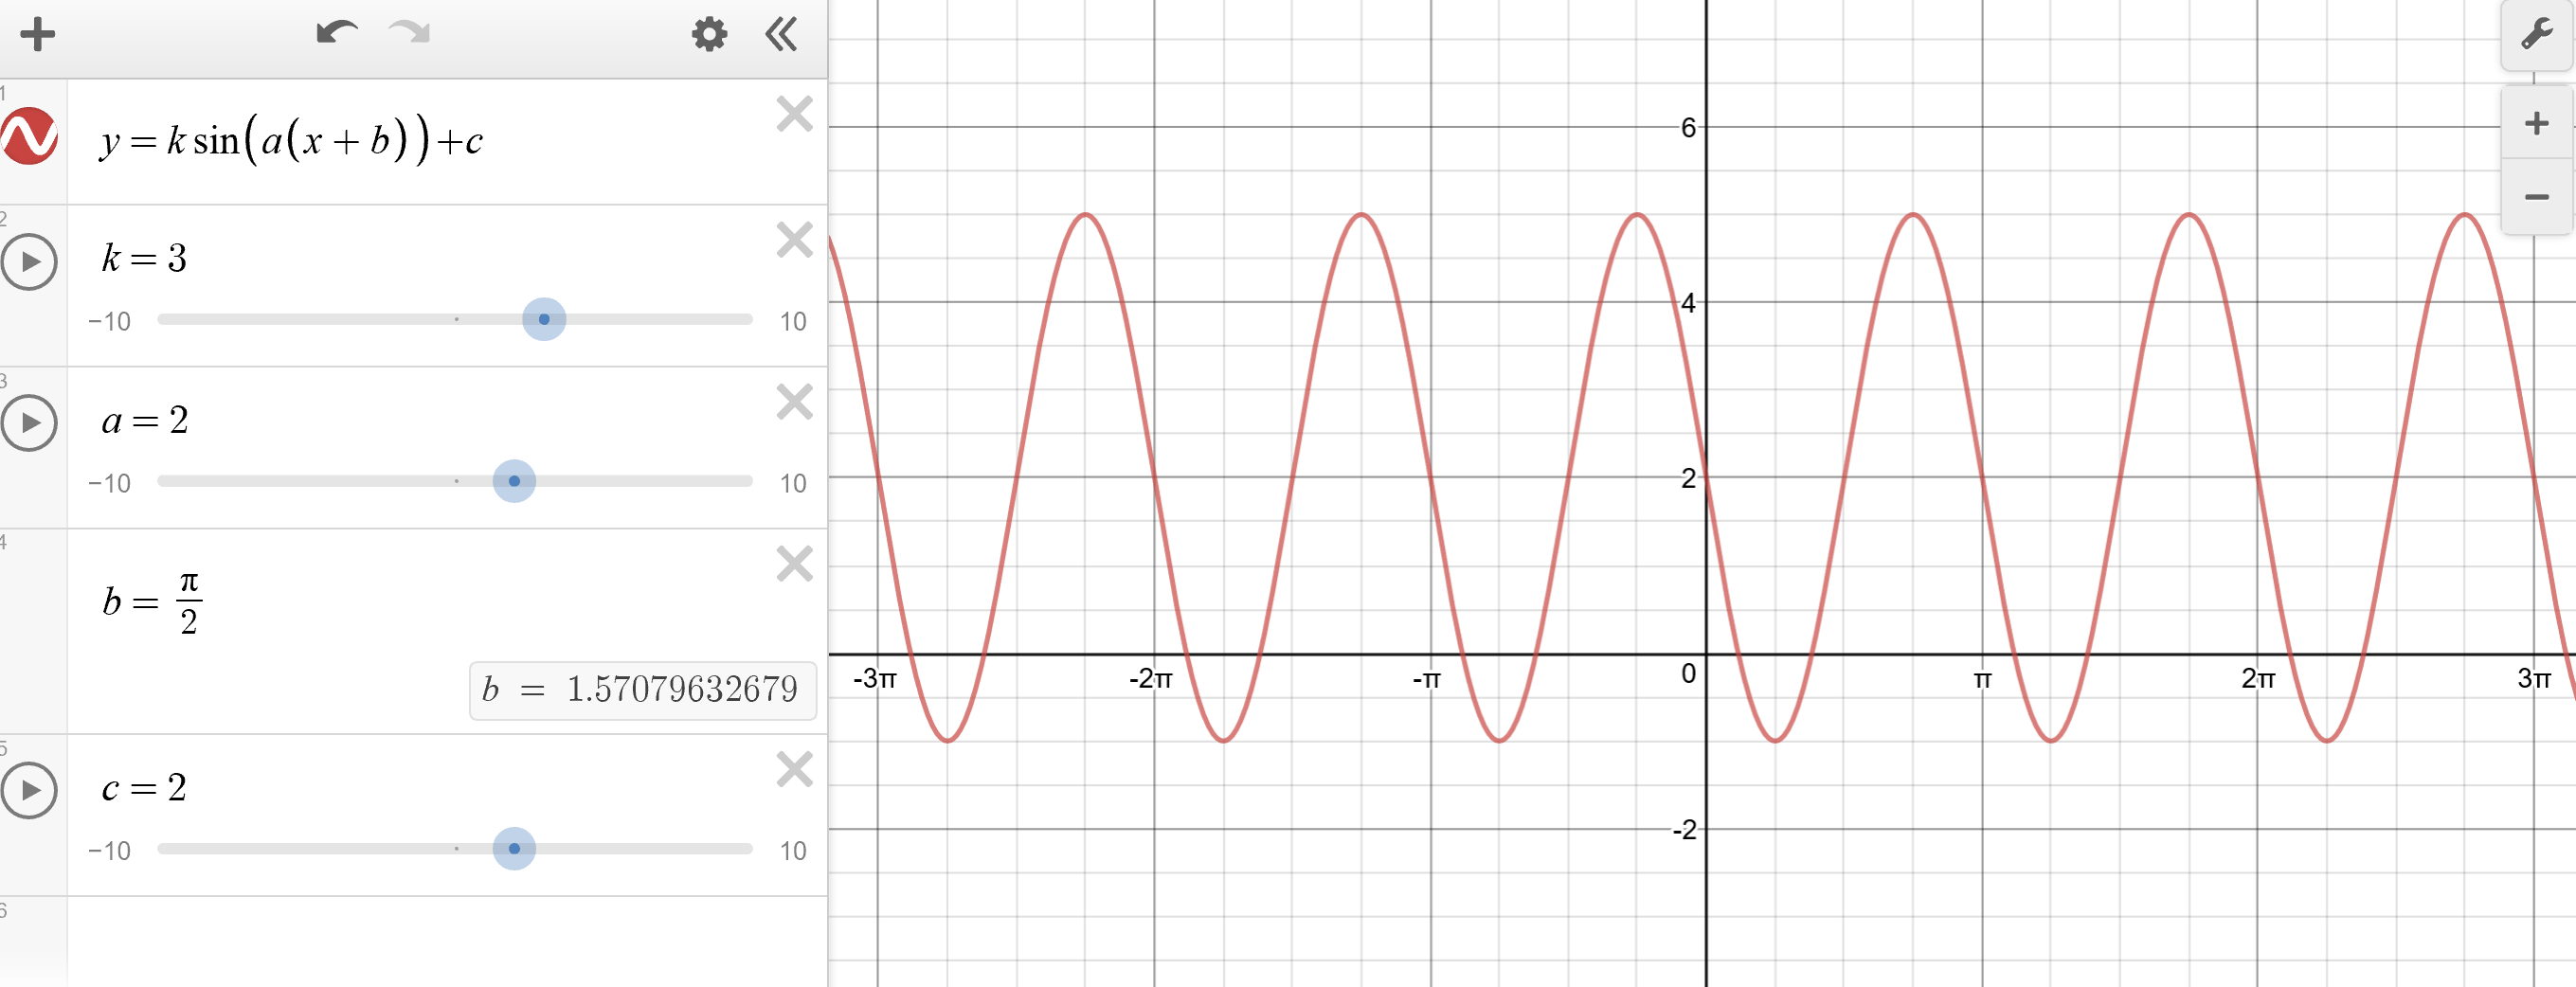 1
y = k sin(a(x + b))+c
2
k = 3
−10 10
3
a = 2
−10 10
4
b = π/2
b = 1.57079632679
5
c = 2
−10 10
6
6
4
2
-3π -2π -π 0 π 2π 3π
-2
+
−